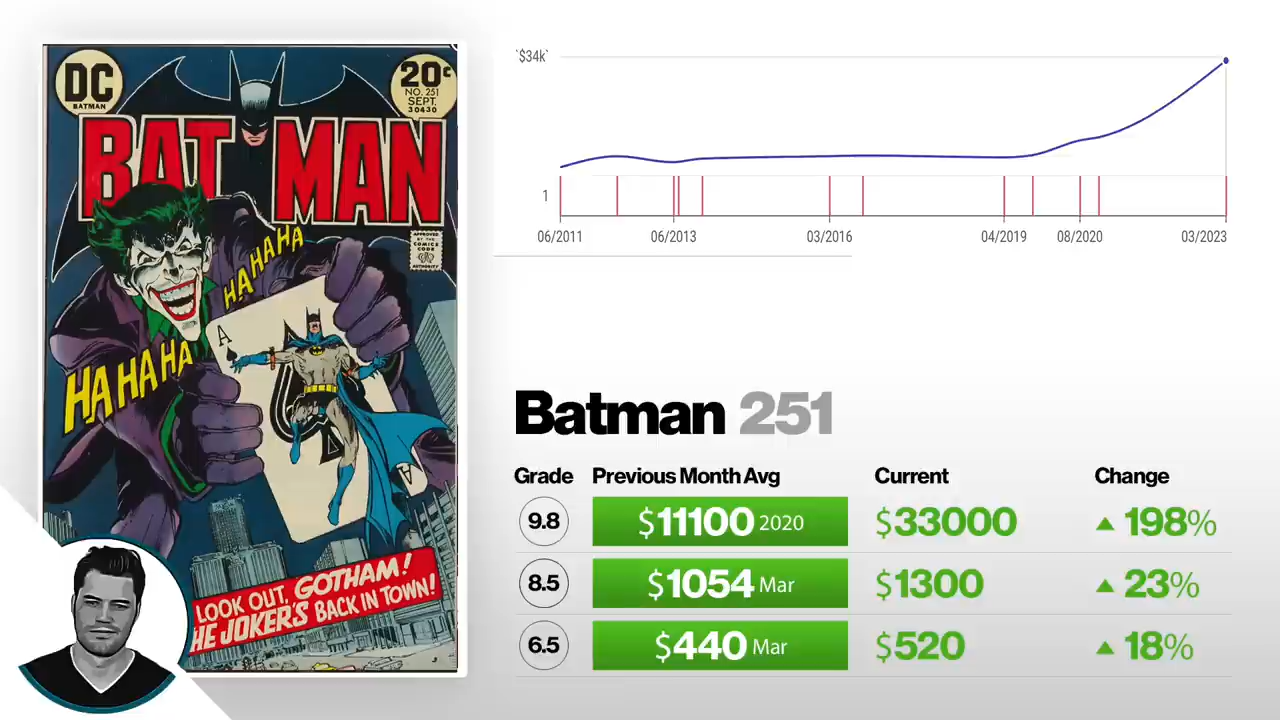 DC
BATMAN
20¢
NO. 251
SEPT.
30430
BATMAN
APPROVED
BY THE
COMICS
CODE
AUTHORITY
HA HA HA HA
HA HA HA HA
A
A
LOOK OUT, GOTHAM!
HE JOKER'S BACK IN TOWN!
`$34k`
1
06/2011 06/2013 03/2016 04/2019 08/2020 03/2023
Batman 251
Grade Previous Month Avg Current Change
9.8 $11100 2020 $33000 ▲ 198%
8.5 $1054 Mar $1300 ▲ 23%
6.5 $440 Mar $520 ▲ 18%